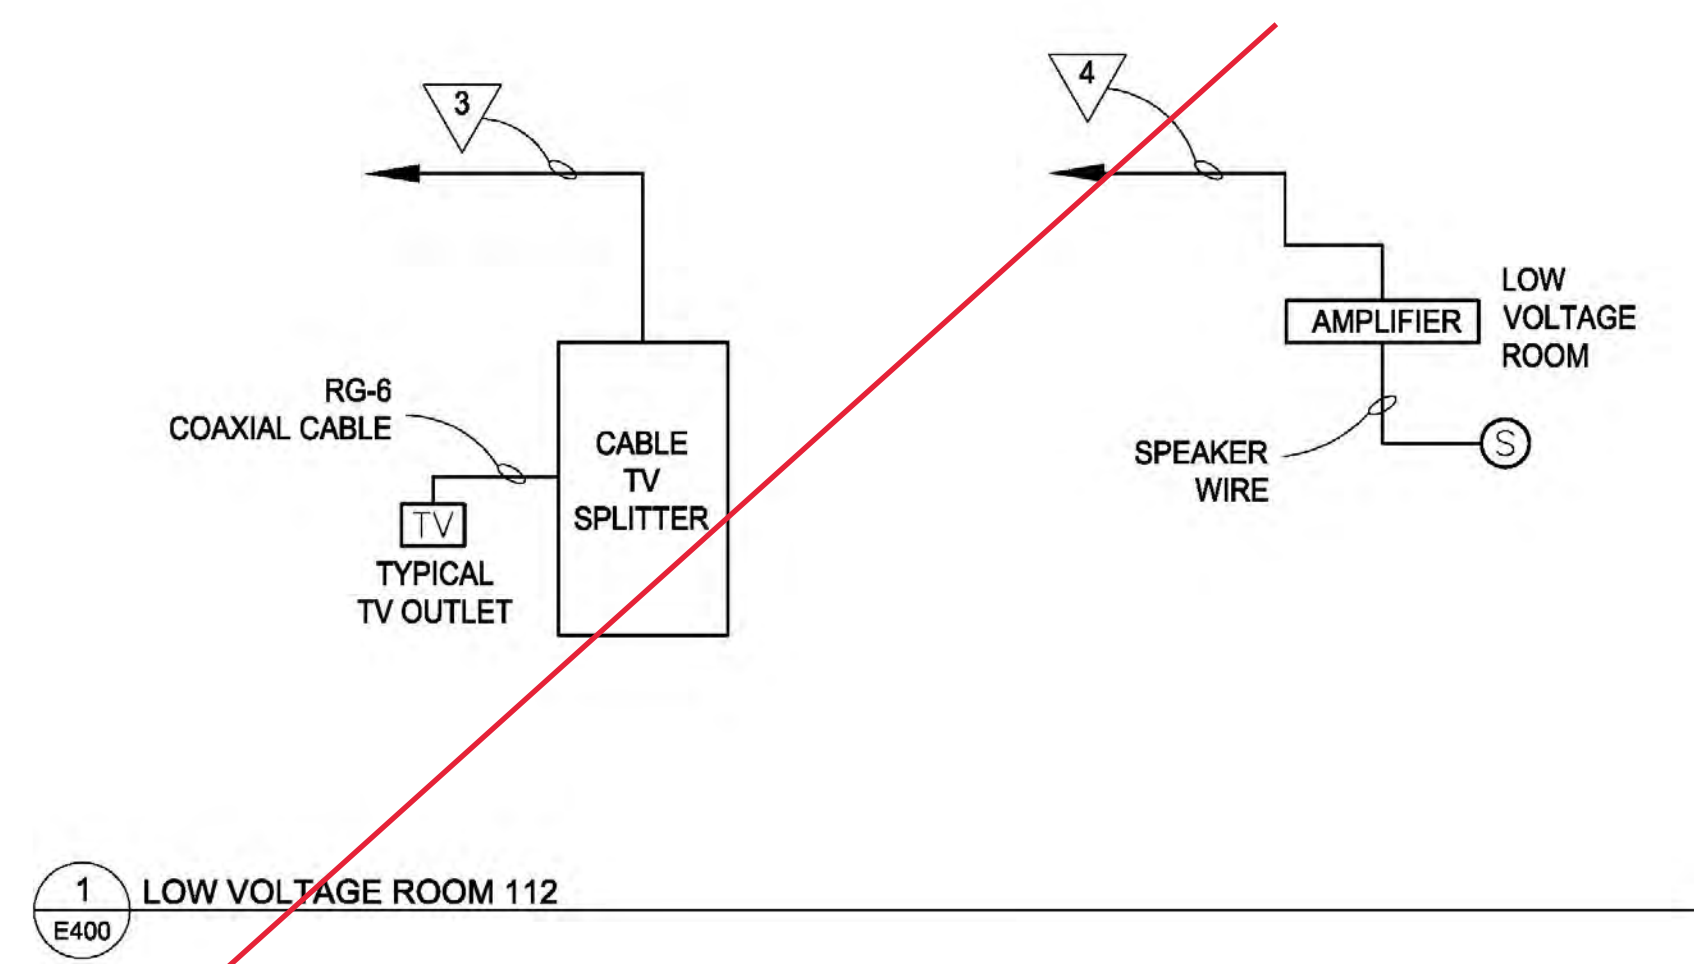 3
4
LOW
VOLTAGE
ROOM
AMPLIFIER
RG-6
COAXIAL CABLE
CABLE
TV
SPLITTER
TV
TYPICAL
TV OUTLET
SPEAKER
WIRE
S
1
E400
LOW VOLTAGE ROOM 112